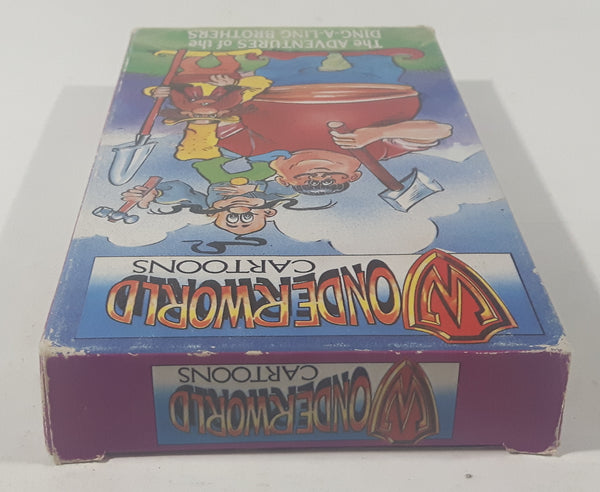 WONDERWORLD
CARTOONS
The ADVENTURES of the
DING-A-LING BROTHERS
WONDERWORLD
CARTOONS